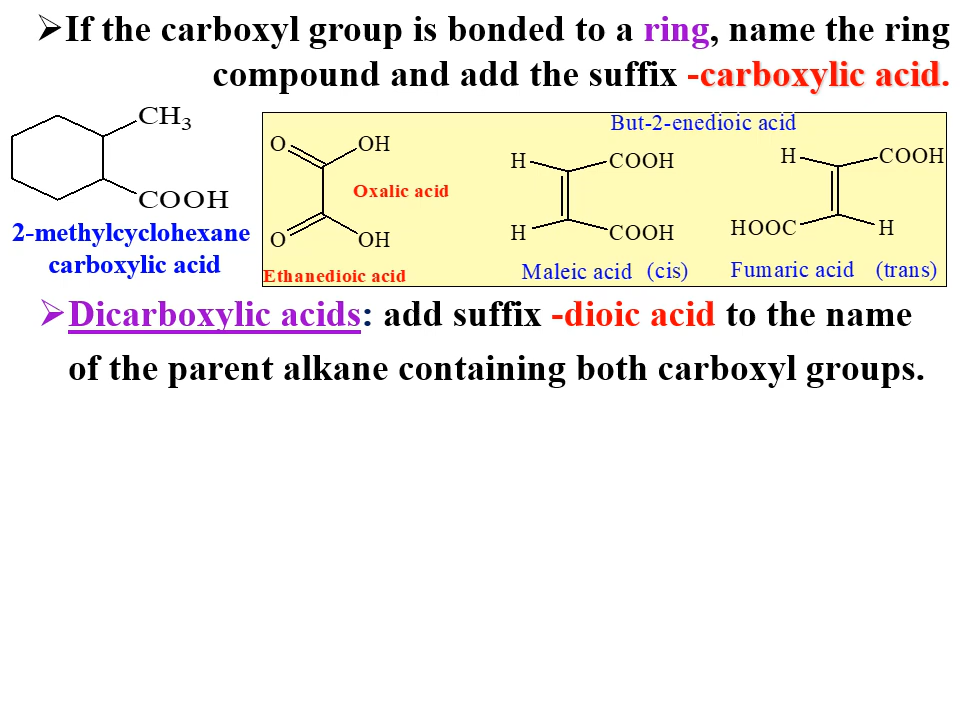 ➢If the carboxyl group is bonded to a ring, name the ring
compound and add the suffix -carboxylic acid.
CH3
COOH
2-methylcyclohexane
carboxylic acid
But-2-enedioic acid
O OH
Oxalic acid
O OH
Ethanedioic acid
H COOH
H COOH
Maleic acid (cis)
H COOH
HOOC H
Fumaric acid (trans)
➢Dicarboxylic acids: add suffix -dioic acid to the name
of the parent alkane containing both carboxyl groups.